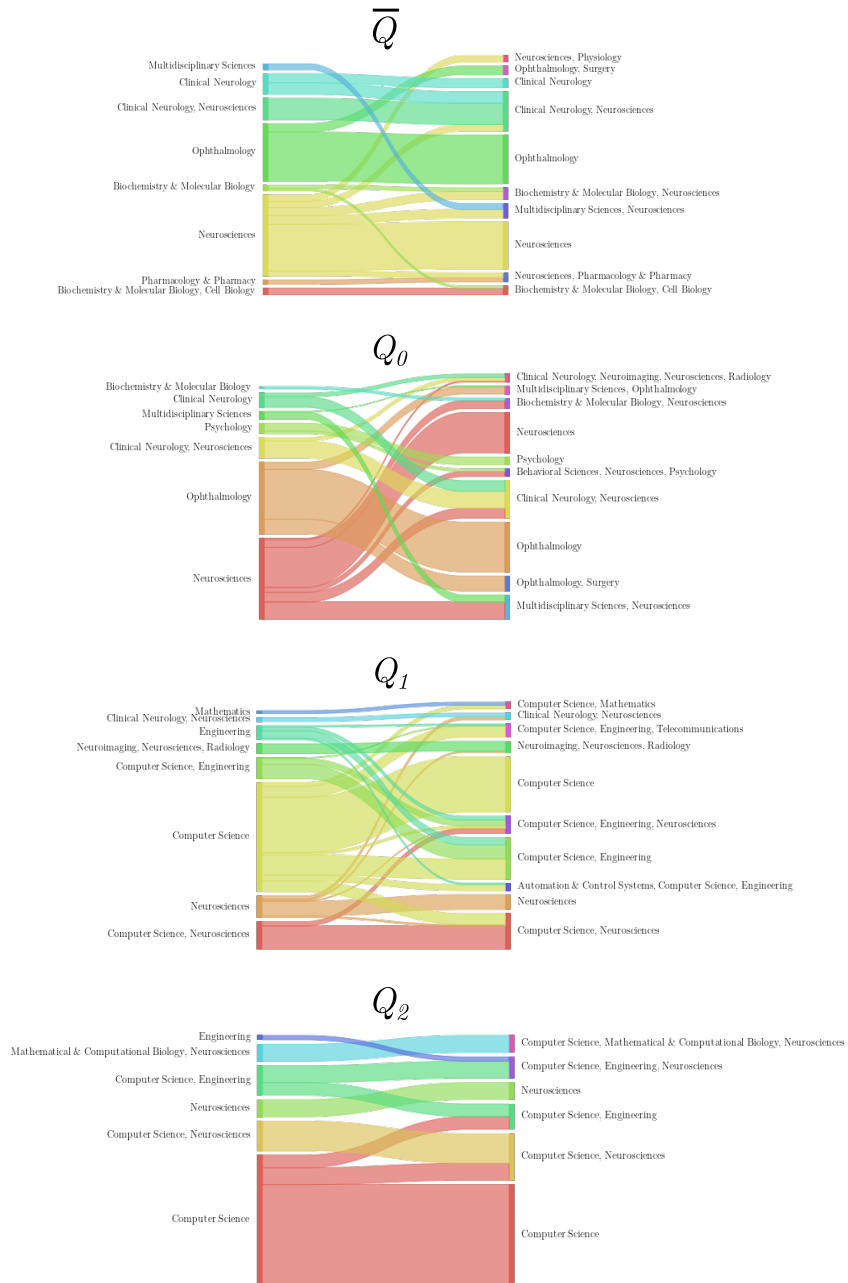 Q̅
Multidisciplinary Sciences
Clinical Neurology
Clinical Neurology, Neurosciences
Ophthalmology
Biochemistry & Molecular Biology
Neurosciences
Pharmacology & Pharmacy
Biochemistry & Molecular Biology, Cell Biology
Neurosciences, Physiology
Ophthalmology, Surgery
Clinical Neurology
Clinical Neurology, Neurosciences
Ophthalmology
Biochemistry & Molecular Biology, Neurosciences
Multidisciplinary Sciences, Neurosciences
Neurosciences
Neurosciences, Pharmacology & Pharmacy
Biochemistry & Molecular Biology, Cell Biology
Q₀
Biochemistry & Molecular Biology
Clinical Neurology
Multidisciplinary Sciences
Psychology
Clinical Neurology, Neurosciences
Ophthalmology
Neurosciences
Clinical Neurology, Neuroimaging, Neurosciences, Radiology
Multidisciplinary Sciences, Ophthalmology
Biochemistry & Molecular Biology, Neurosciences
Neurosciences
Psychology
Behavioral Sciences, Neurosciences, Psychology
Clinical Neurology, Neurosciences
Ophthalmology
Ophthalmology, Surgery
Multidisciplinary Sciences, Neurosciences
Q₁
Mathematics
Clinical Neurology, Neurosciences
Engineering
Neuroimaging, Neurosciences, Radiology
Computer Science, Engineering
Computer Science
Neurosciences
Computer Science, Neurosciences
Computer Science, Mathematics
Clinical Neurology, Neurosciences
Computer Science, Engineering, Telecommunications
Neuroimaging, Neurosciences, Radiology
Computer Science
Computer Science, Engineering, Neurosciences
Computer Science, Engineering
Automation & Control Systems, Computer Science, Engineering
Neurosciences
Computer Science, Neurosciences
Q₂
Engineering
Mathematical & Computational Biology, Neurosciences
Computer Science, Engineering
Neurosciences
Computer Science, Neurosciences
Computer Science
Computer Science, Mathematical & Computational Biology, Neurosciences
Computer Science, Engineering, Neurosciences
Neurosciences
Computer Science, Engineering
Computer Science, Neurosciences
Computer Science